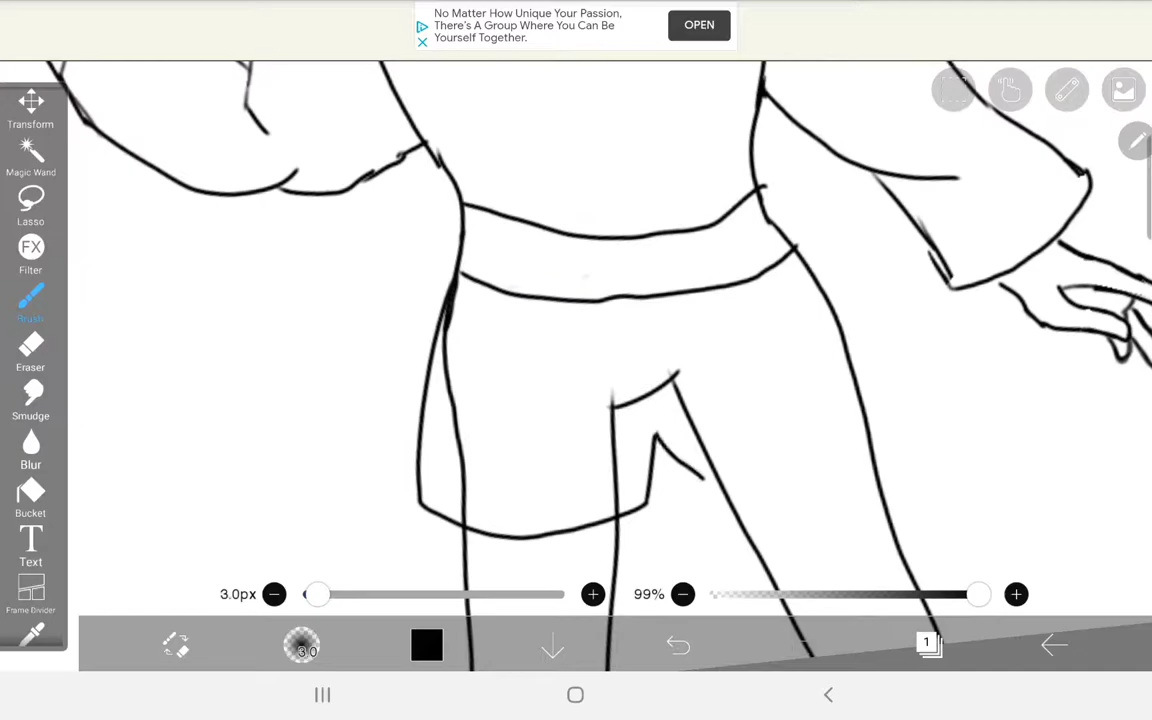 No Matter How Unique Your Passion,
There's A Group Where You Can Be
Yourself Together.
OPEN
Transform
Magic Wand
Lasso
FX
Filter
Brush
Eraser
Smudge
Blur
Bucket
T
Text
Frame Divider
3.0px
99%
3.0
1